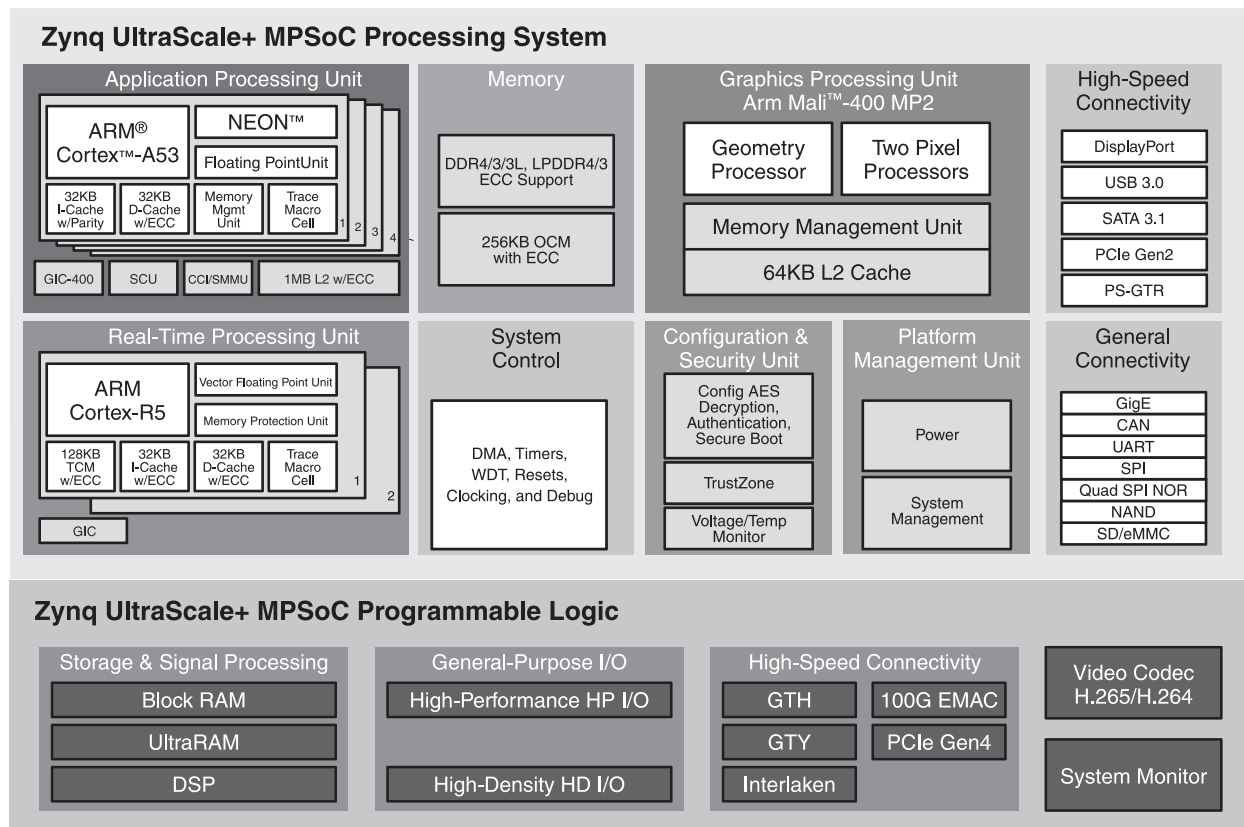 Zynq UltraScale+ MPSoC Processing System
Application Processing Unit
ARM®
Cortex™-A53
NEON™
Floating PointUnit
32KB
I-Cache
w/Parity
32KB
D-Cache
w/ECC
Memory
Mgmt
Unit
Trace
Macro
Cell
1
2
3
4
GIC-400
SCU
CCI/SMMU
1MB L2 w/ECC
Memory
DDR4/3/3L, LPDDR4/3
ECC Support
256KB OCM
with ECC
Graphics Processing Unit
Arm Mali™-400 MP2
Geometry
Processor
Two Pixel
Processors
Memory Management Unit
64KB L2 Cache
High-Speed
Connectivity
DisplayPort
USB 3.0
SATA 3.1
PCIe Gen2
PS-GTR
Real-Time Processing Unit
ARM
Cortex-R5
Vector Floating Point Unit
Memory Protection Unit
128KB
TCM
w/ECC
32KB
I-Cache
w/ECC
32KB
D-Cache
w/ECC
Trace
Macro
Cell
1
2
GIC
System
Control
DMA, Timers,
WDT, Resets,
Clocking, and Debug
Configuration &
Security Unit
Config AES
Decryption,
Authentication,
Secure Boot
TrustZone
Voltage/Temp
Monitor
Platform
Management Unit
Power
System
Management
General
Connectivity
GigE
CAN
UART
SPI
Quad SPI NOR
NAND
SD/eMMC
Zynq UltraScale+ MPSoC Programmable Logic
Storage & Signal Processing
Block RAM
UltraRAM
DSP
General-Purpose I/O
High-Performance HP I/O
High-Density HD I/O
High-Speed Connectivity
GTH
100G EMAC
GTY
PCIe Gen4
Interlaken
Video Codec
H.265/H.264
System Monitor